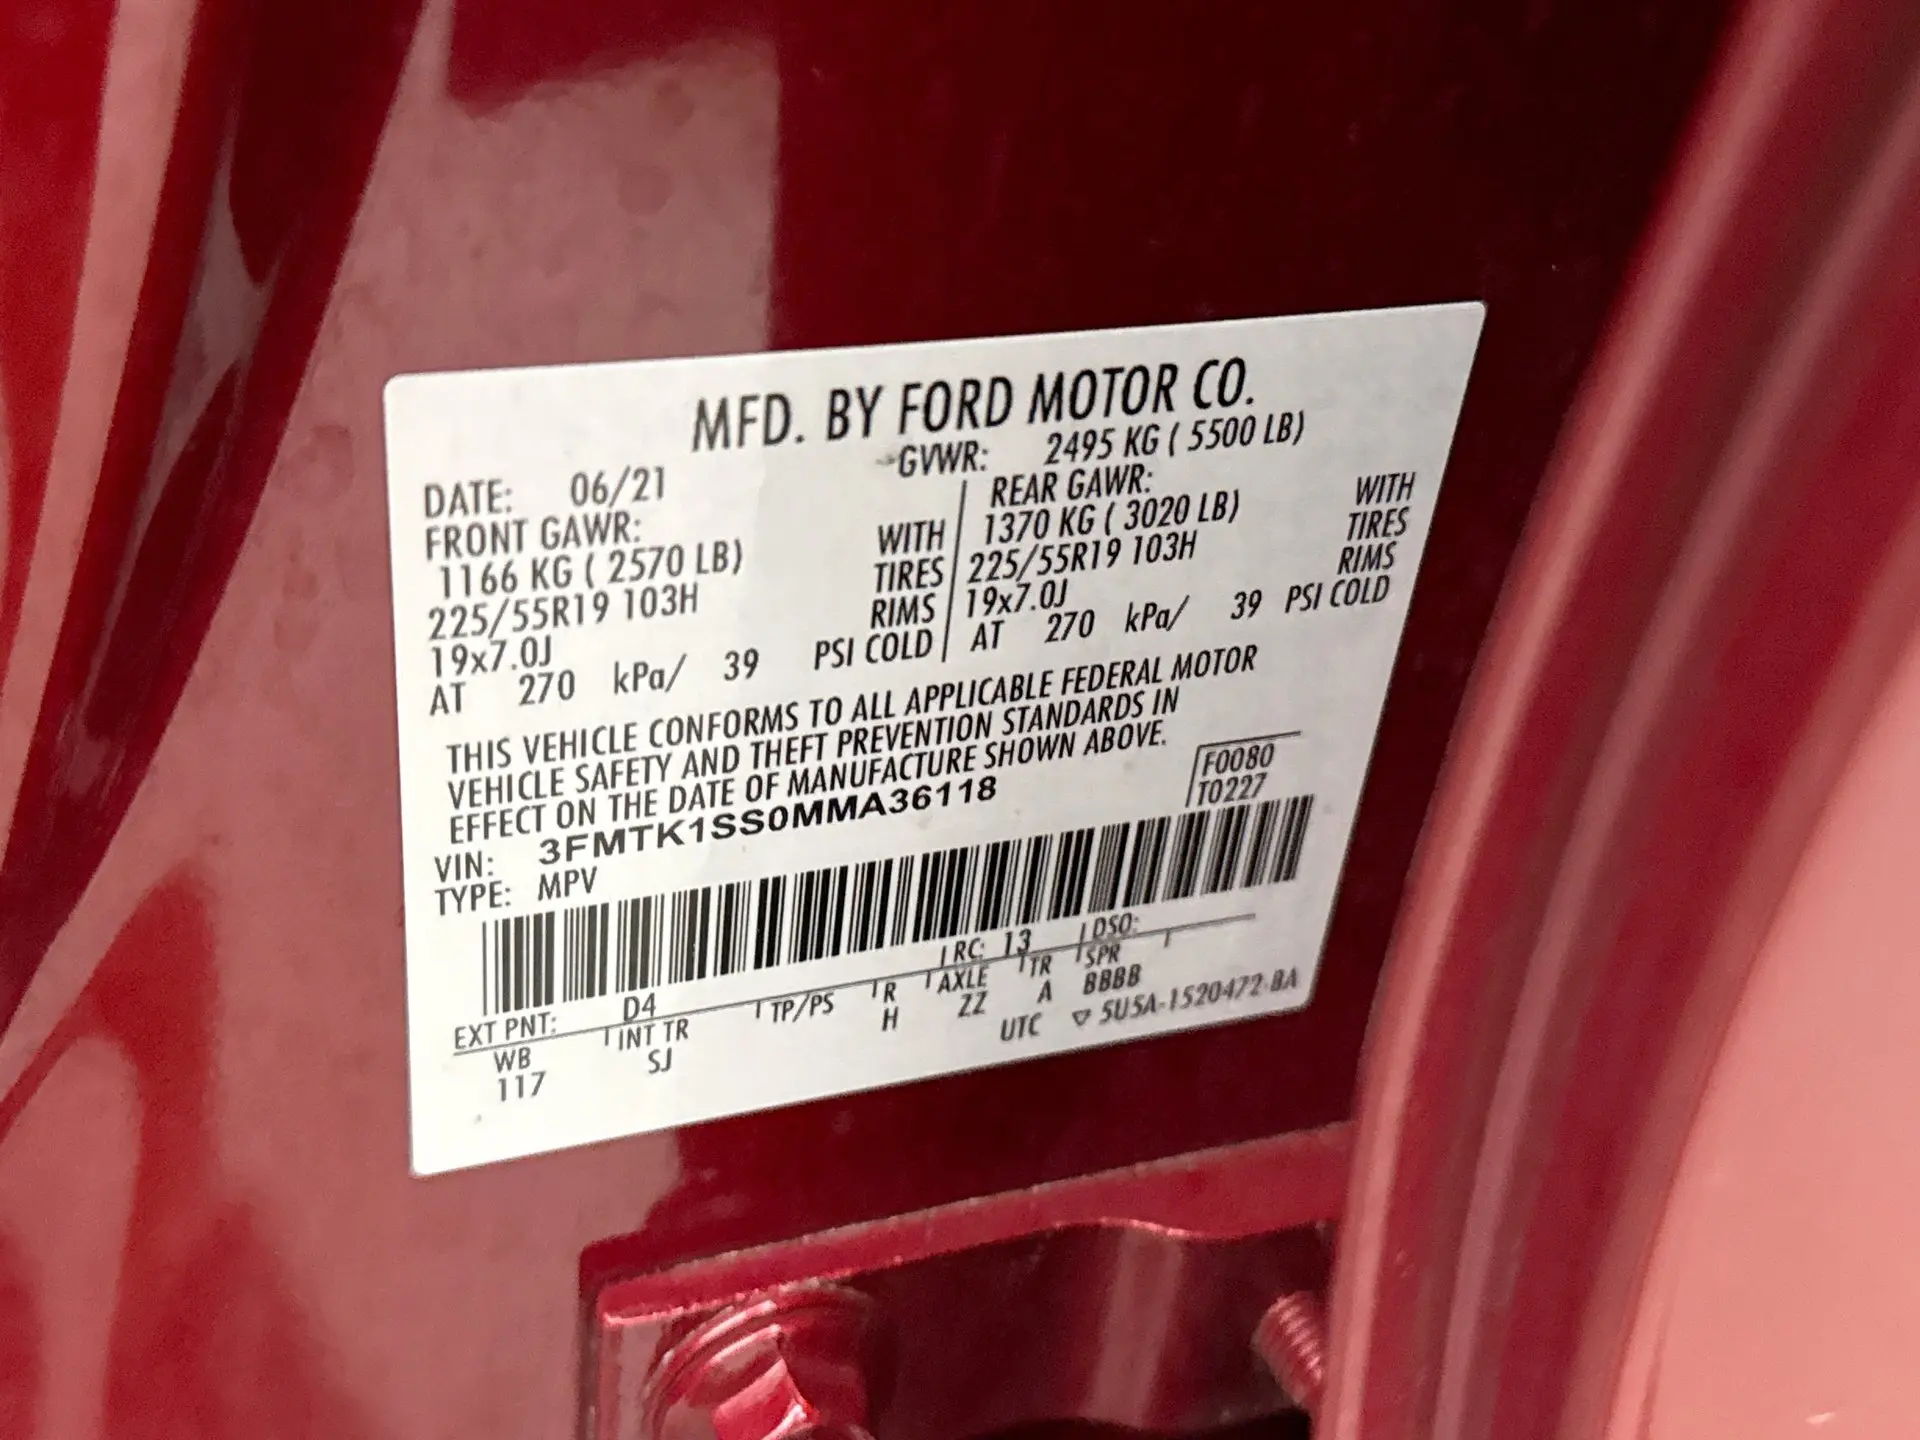 MFD. BY FORD MOTOR CO.
DATE: 06/21 GVWR: 2495 KG ( 5500 LB)
FRONT GAWR: REAR GAWR:
1166 KG ( 2570 LB) WITH 1370 KG ( 3020 LB) WITH
225/55R19 103H TIRES 225/55R19 103H TIRES
19x7.0J RIMS 19x7.0J RIMS
AT 270 kPa/ 39 PSI COLD AT 270 kPa/ 39 PSI COLD
THIS VEHICLE CONFORMS TO ALL APPLICABLE FEDERAL MOTOR
VEHICLE SAFETY AND THEFT PREVENTION STANDARDS IN
EFFECT ON THE DATE OF MANUFACTURE SHOWN ABOVE.
F0080
T0227
VIN: 3FMTK1SS0MMA36118
TYPE: MPV
EXT PNT: D4 RC: 13 DSO:
WB INT TR TP/PS R AXLE TR SPR
117 SJ H ZZ A BBBB
UTC ▽ 5U5A-1520472-BA